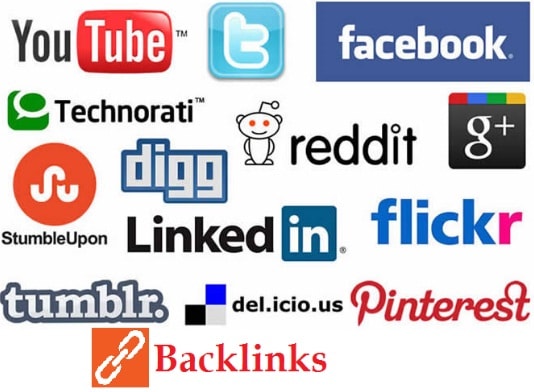 YouTube™
t
facebook®
Technorati™
reddit
g+
digg
StumbleUpon
LinkedIn®
flickr
tumblr.
del.icio.us
Pinterest
Backlinks